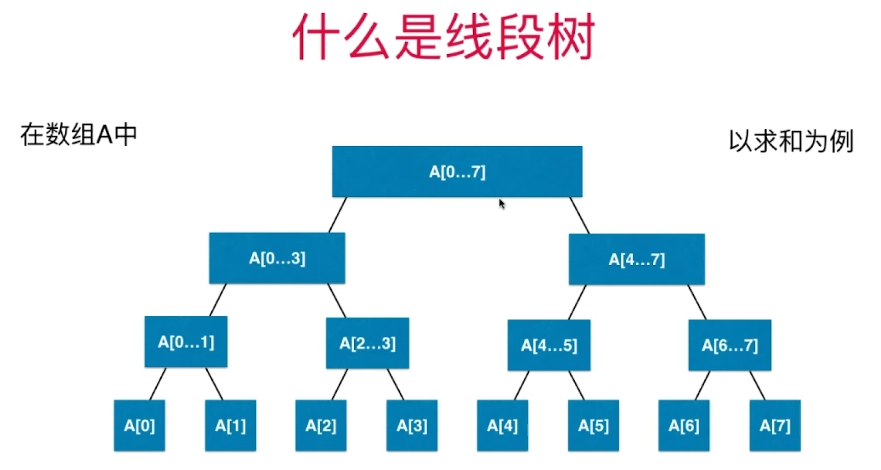 什么是线段树
在数组A中
以求和为例
A[0...7]
A[0...3]
A[4...7]
A[0...1]
A[2...3]
A[4...5]
A[6...7]
A[0]
A[1]
A[2]
A[3]
A[4]
A[5]
A[6]
A[7]